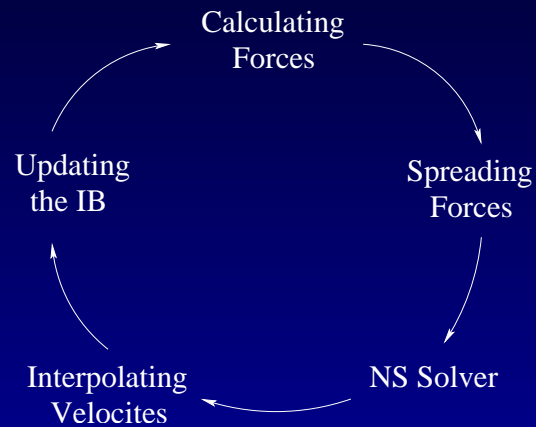 Calculating
Forces
Spreading
Forces
NS Solver
Interpolating
Velocites
Updating
the IB